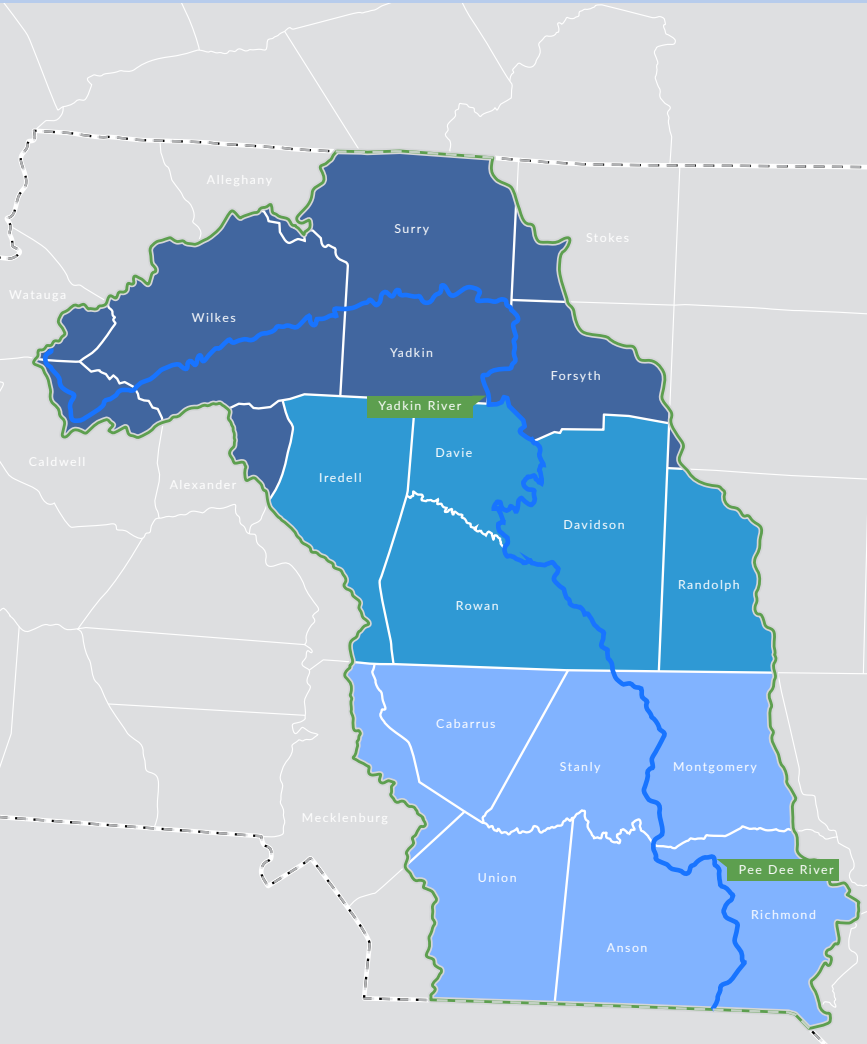 Alleghany
Surry
Stokes
Watauga
Wilkes
Yadkin
Forsyth
Yadkin River
Davie
Caldwell
Iredell
Alexander
Davidson
Randolph
Rowan
Cabarrus
Stanly
Montgomery
Mecklenburg
Pee Dee River
Union
Richmond
Anson